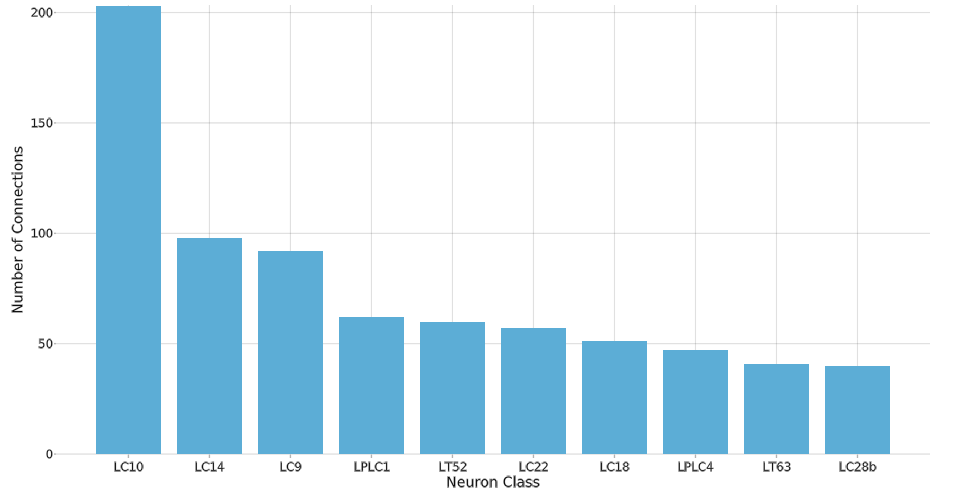 Number of Connections
200
150
100
50
0
LC10 LC14 LC9 LPLC1 LT52 LC22 LC18 LPLC4 LT63 LC28b
Neuron Class